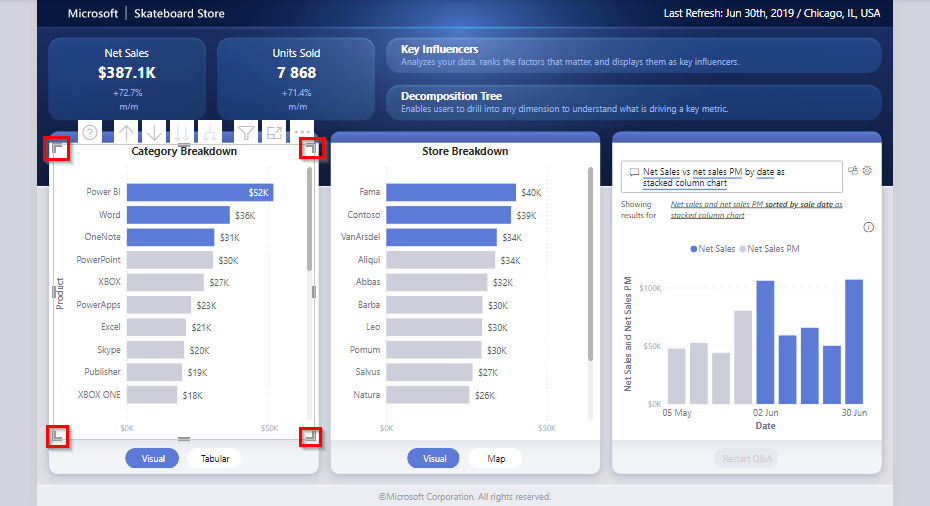 Microsoft | Skateboard Store
Last Refresh: Jun 30th, 2019 / Chicago, IL, USA
Net Sales
$387.1K
+72.7%
m/m
Units Sold
7 868
+71.4%
m/m
Key Influencers
Analyzes your data, ranks the factors that matter, and displays them as key influencers.
Decomposition Tree
Enables users to drill into any dimension to understand what is driving a key metric.
Category Breakdown
Product
Power BI $52K
Word $36K
OneNote $31K
PowerPoint $30K
XBOX $27K
PowerApps $23K
Excel $21K
Skype $20K
Publisher $19K
XBOX ONE $18K
$0K $50K
Visual Tabular
Store Breakdown
Fama $40K
Contoso $39K
VanArsdel $34K
Aliqui $34K
Abbas $32K
Barba $30K
Leo $30K
Pomum $30K
Salvus $27K
Natura $26K
$0K $50K
Visual Map
Net Sales vs net sales PM by date as
stacked column chart
Showing
results for
Net sales and net sales PM sorted by sale date as
stacked column chart
Net Sales Net Sales PM
Net Sales and Net Sales PM
$100K
$50K
$0K
05 May 02 Jun 30 Jun
Date
Restart Q&A
©Microsoft Corporation. All rights reserved.